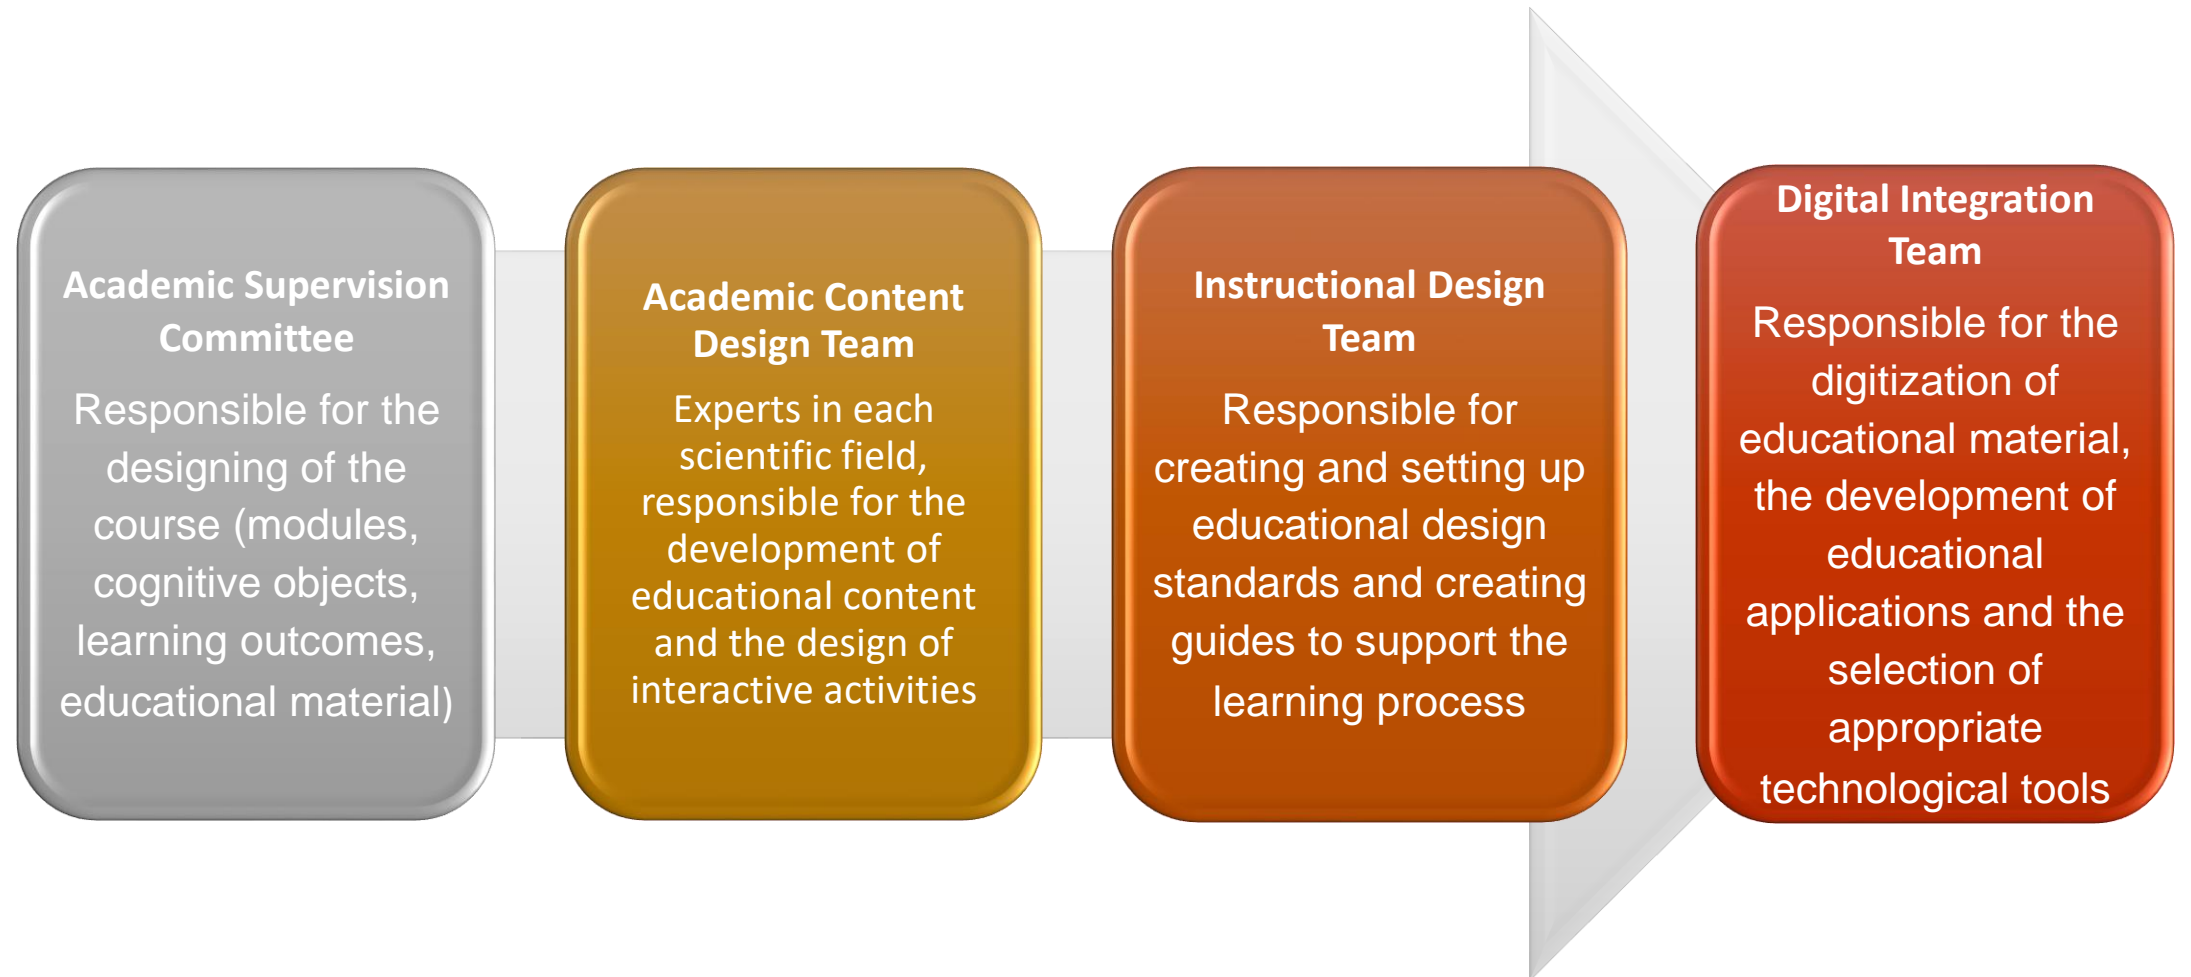 Academic Supervision
Committee
Responsible for the
designing of the
course (modules,
cognitive objects,
learning outcomes,
educational material)
Academic Content
Design Team
Experts in each
scientific field,
responsible for the
development of
educational content
and the design of
interactive activities
Instructional Design
Team
Responsible for
creating and setting up
educational design
standards and creating
guides to support the
learning process
Digital Integration
Team
Responsible for the
digitization of
educational material,
the development of
educational
applications and the
selection of
appropriate
technological tools